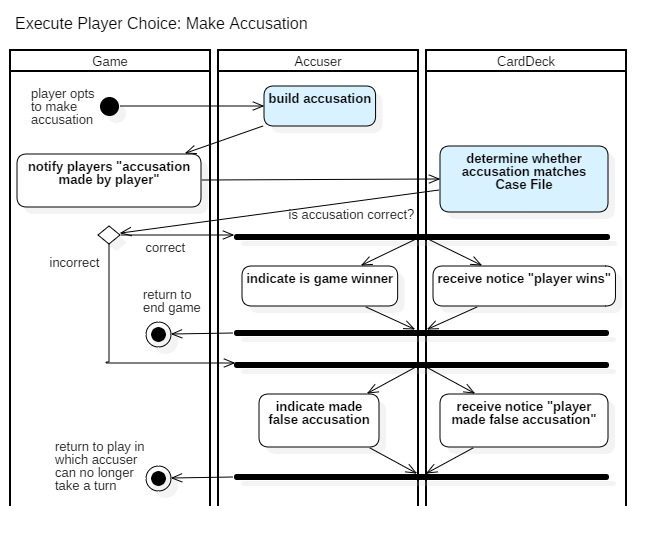 Execute Player Choice: Make Accusation
Game
Accuser
CardDeck
player opts
to make
accusation
build accusation
notify players "accusation
made by player"
determine whether
accusation matches
Case File
is accusation correct?
correct
incorrect
indicate is game winner
receive notice "player wins"
return to
end game
indicate made
false accusation
receive notice "player
made false accusation"
return to play in
which accuser
can no longer
take a turn